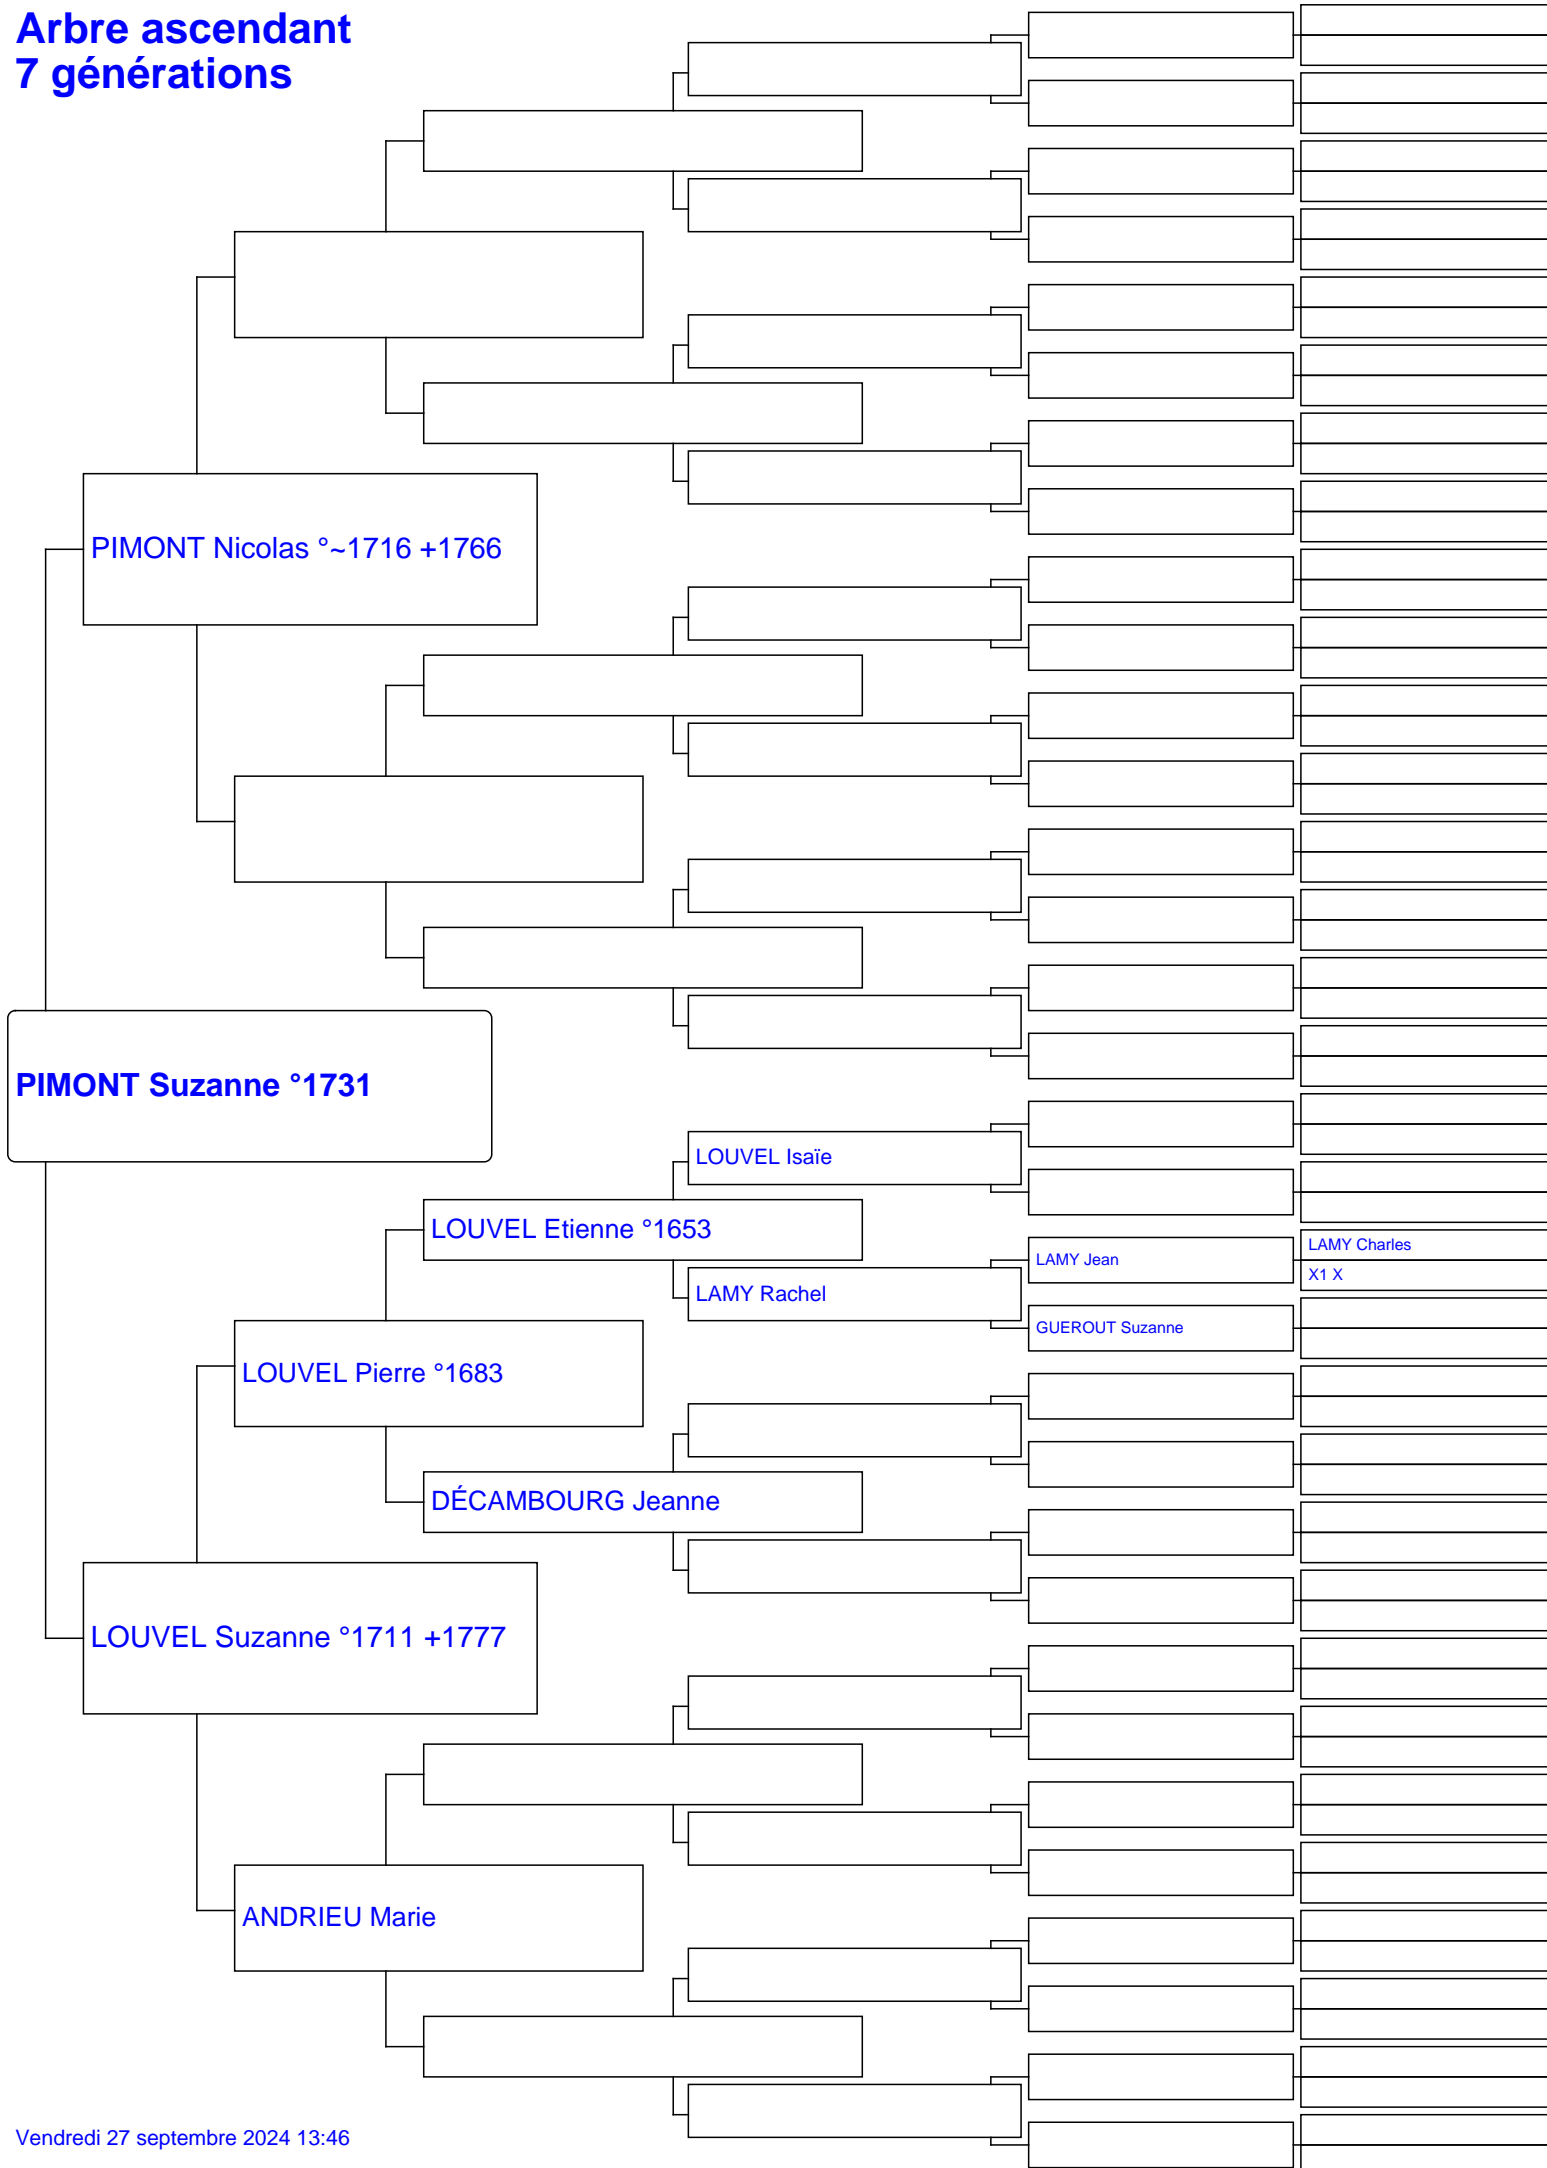 Arbre ascendant
7 générations
PIMONT Nicolas °~1716 +1766
PIMONT Suzanne °1731
LOUVEL Isaïe
LOUVEL Etienne °1653
LAMY Charles
LAMY Jean
X1 X
LAMY Rachel
GUEROUT Suzanne
LOUVEL Pierre °1683
DÉCAMBOURG Jeanne
LOUVEL Suzanne °1711 +1777
ANDRIEU Marie
Vendredi 27 septembre 2024 13:46